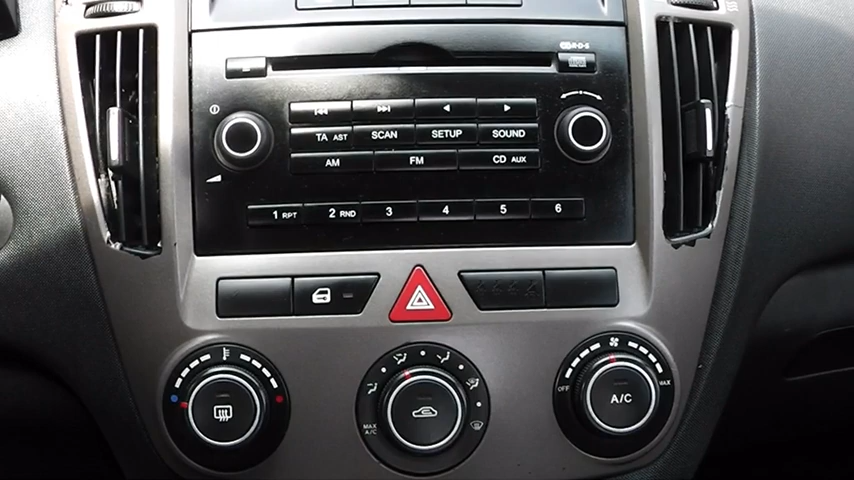 R·D·S
TA AST SCAN SETUP SOUND
AM FM CD AUX
1 RPT 2 RND 3 4 5 6
OFF MAX
A/C
MAX
A/C